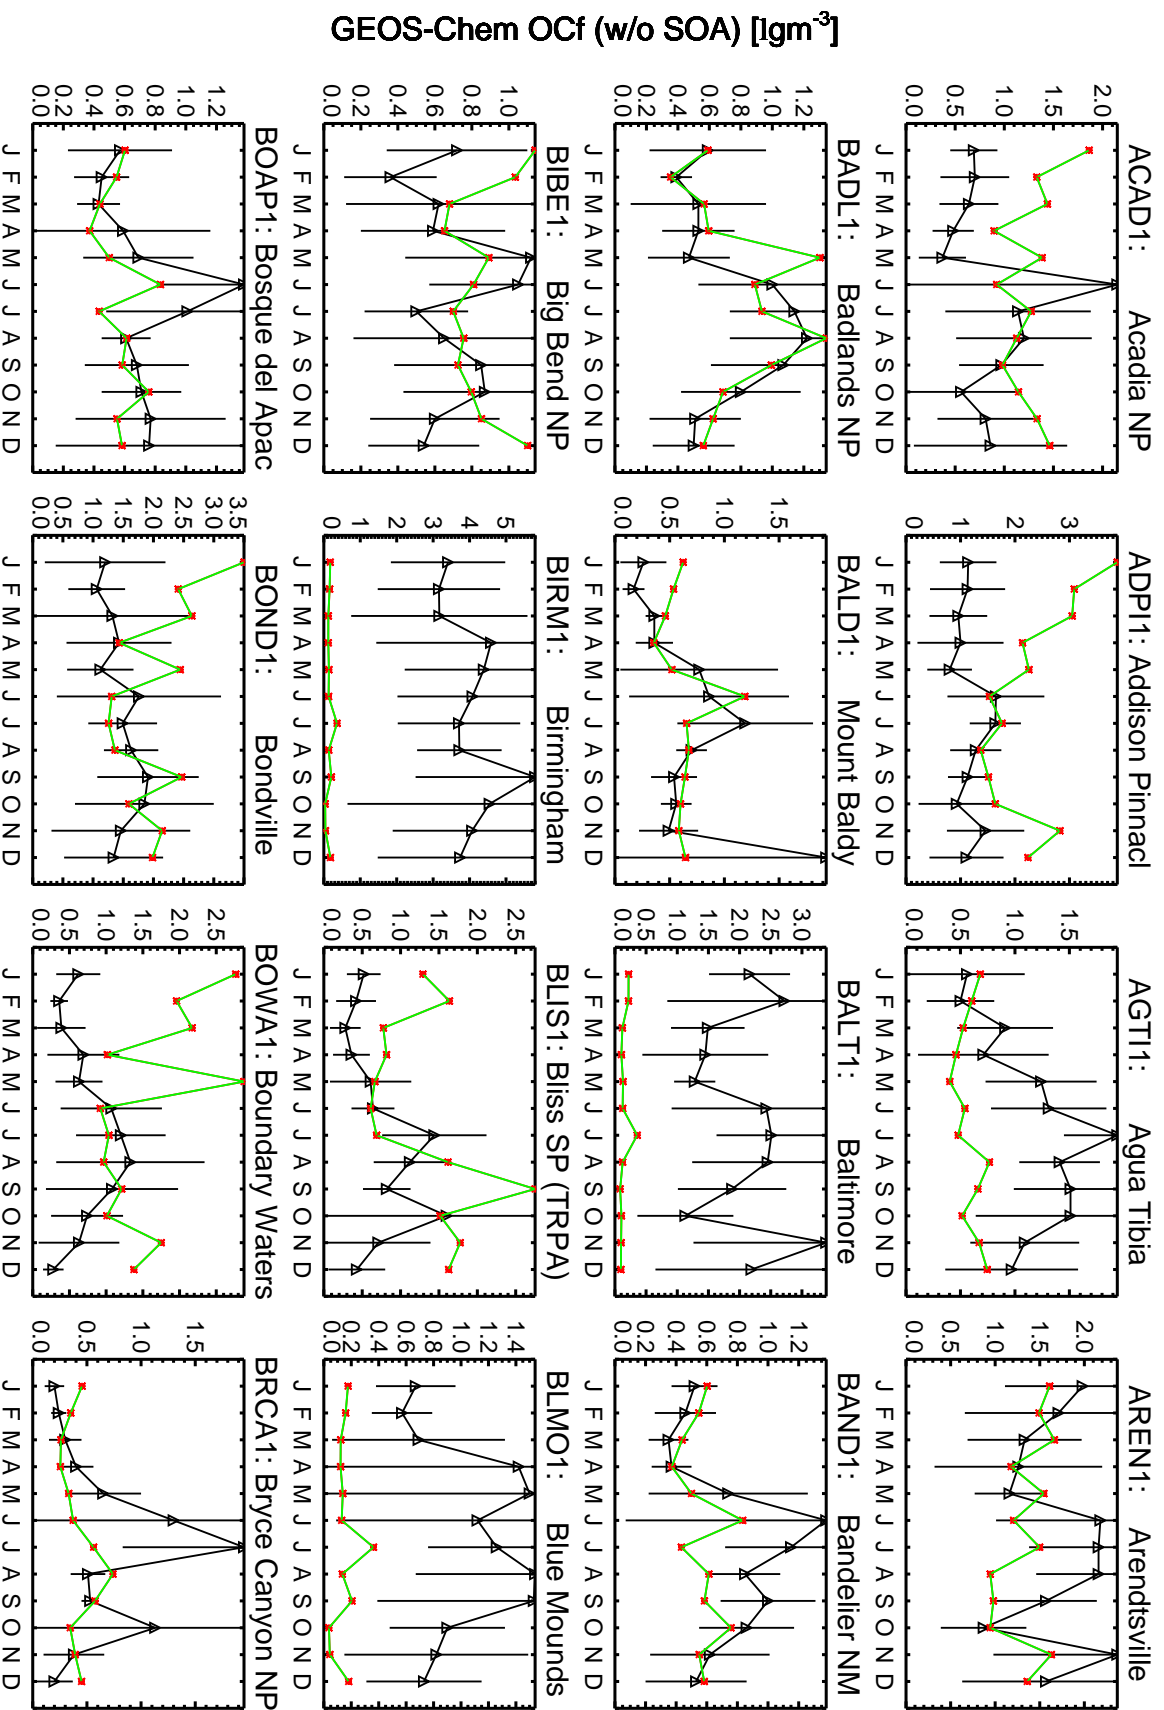 GEOS-Chem OCf (w/o SOA) [lgm-3]
ACAD1: Acadia NP
0.0 0.5 1.0 1.5 2.0
J F M A M J J A S O N D
ADPI1: Addison Pinnacl
0 1 2 3
J F M A M J J A S O N D
AGTI1: Agua Tibia
0.0 0.5 1.0 1.5
J F M A M J J A S O N D
AREN1: Arendtsville
0.0 0.5 1.0 1.5 2.0
J F M A M J J A S O N D
BADL1: Badlands NP
0.0 0.2 0.4 0.6 0.8 1.0 1.2
J F M A M J J A S O N D
BALD1: Mount Baldy
0.0 0.5 1.0 1.5
J F M A M J J A S O N D
BALT1: Baltimore
0.0 0.5 1.0 1.5 2.0 2.5 3.0
J F M A M J J A S O N D
BAND1: Bandelier NM
0.0 0.2 0.4 0.6 0.8 1.0 1.2
J F M A M J J A S O N D
BIBE1: Big Bend NP
0.0 0.2 0.4 0.6 0.8 1.0
J F M A M J J A S O N D
BIRM1: Birmingham
0 1 2 3 4 5
J F M A M J J A S O N D
BLIS1: Bliss SP (TRPA)
0.0 0.5 1.0 1.5 2.0 2.5
J F M A M J J A S O N D
BLMO1: Blue Mounds
0.0 0.2 0.4 0.6 0.8 1.0 1.2 1.4
J F M A M J J A S O N D
BOAP1: Bosque del Apac
0.0 0.2 0.4 0.6 0.8 1.0 1.2
J F M A M J J A S O N D
BOND1: Bondville
0.0 0.5 1.0 1.5 2.0 2.5 3.0 3.5
J F M A M J J A S O N D
BOWA1: Boundary Waters
0.0 0.5 1.0 1.5 2.0 2.5
J F M A M J J A S O N D
BRCA1: Bryce Canyon NP
0.0 0.5 1.0 1.5
J F M A M J J A S O N D